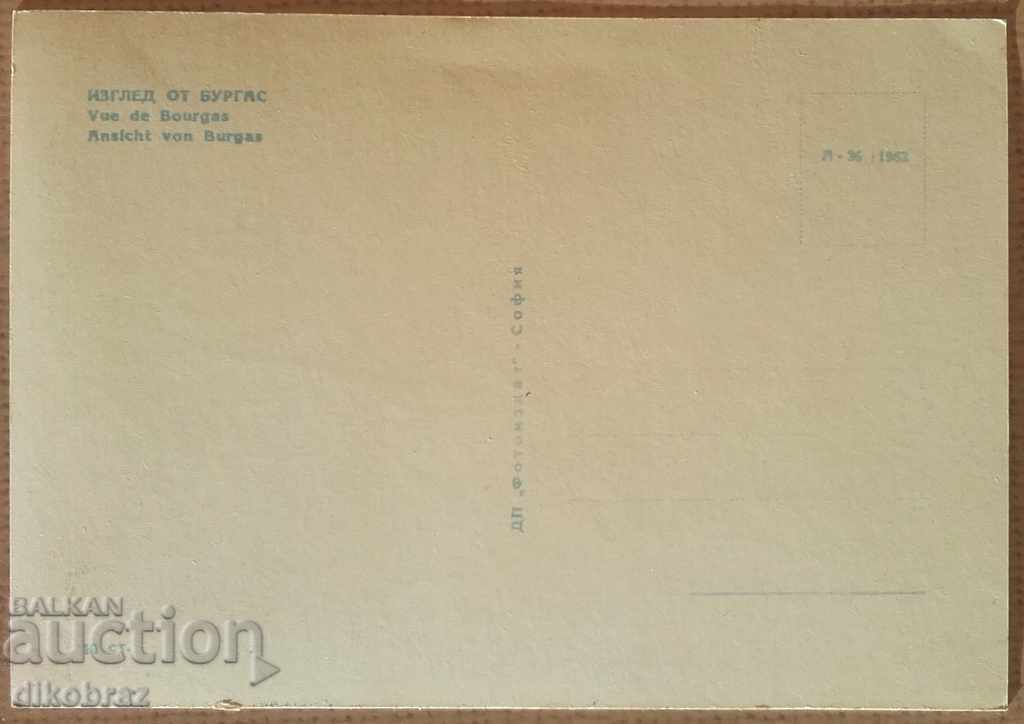 ИЗГЛЕД ОТ БУРГАС
Vue de Bourgas
Ansicht von Burgas
Л - 36 1962
ДП „Фотоиздат" - София
BALKAN
auction
dikobraz